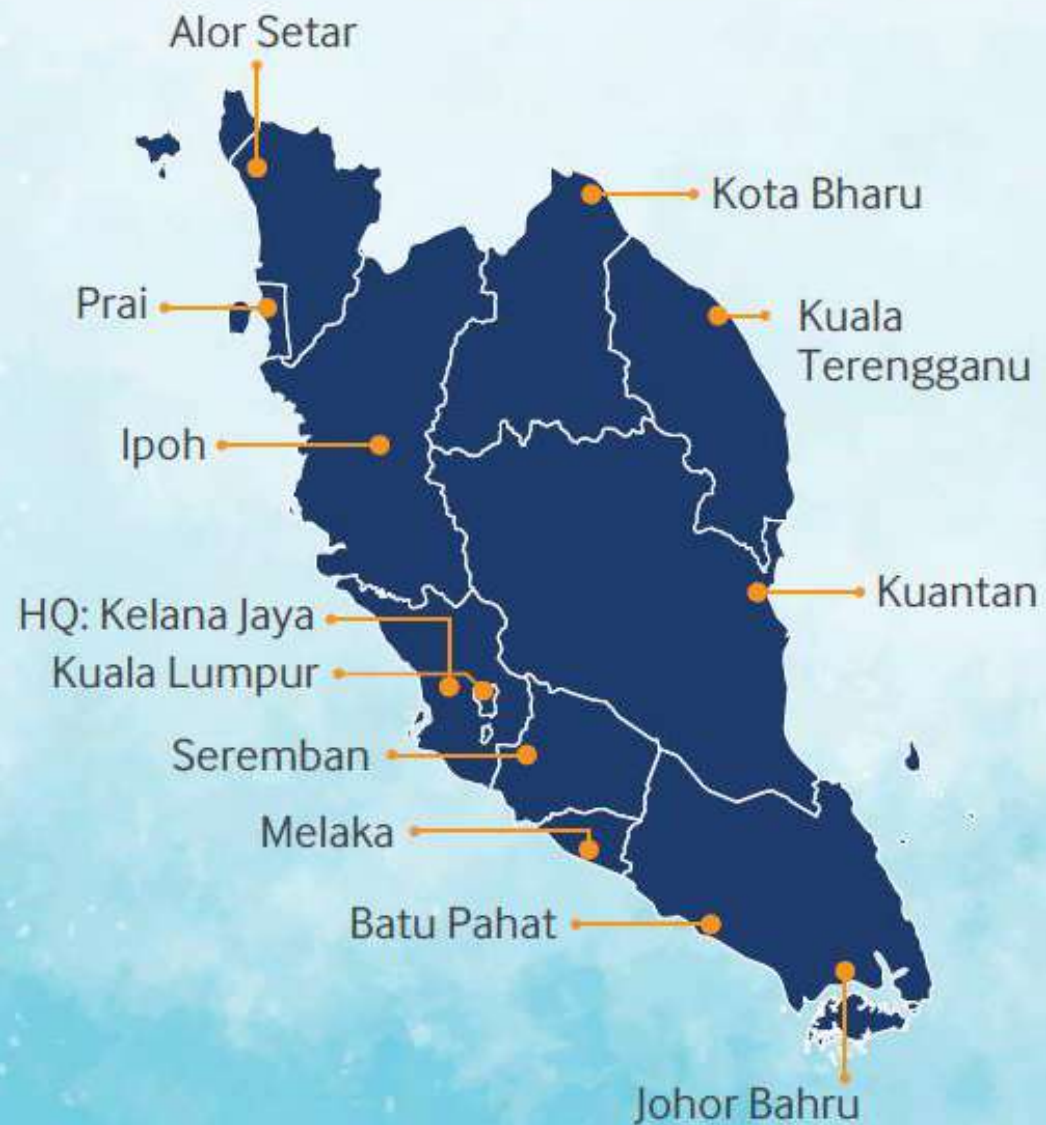 Alor Setar
Kota Bharu
Prai
Kuala
Terengganu
Ipoh
Kuantan
HQ: Kelana Jaya
Kuala Lumpur
Seremban
Melaka
Batu Pahat
Johor Bahru